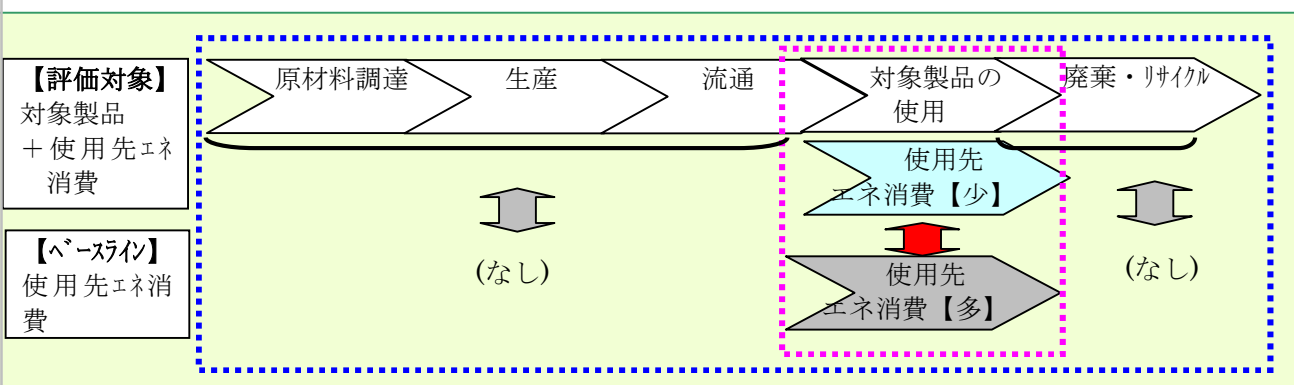 【評価対象】
対象製品
＋使用先ｴﾈ
消費
原材料調達
生産
流通
対象製品の
使用
廃棄・ﾘｻｲｸﾙ
使用先
エネ消費【少】
(なし)
(なし)
【ﾍﾞｰｽﾗｲﾝ】
使用先ｴﾈ消
費
使用先
エネ消費【多】